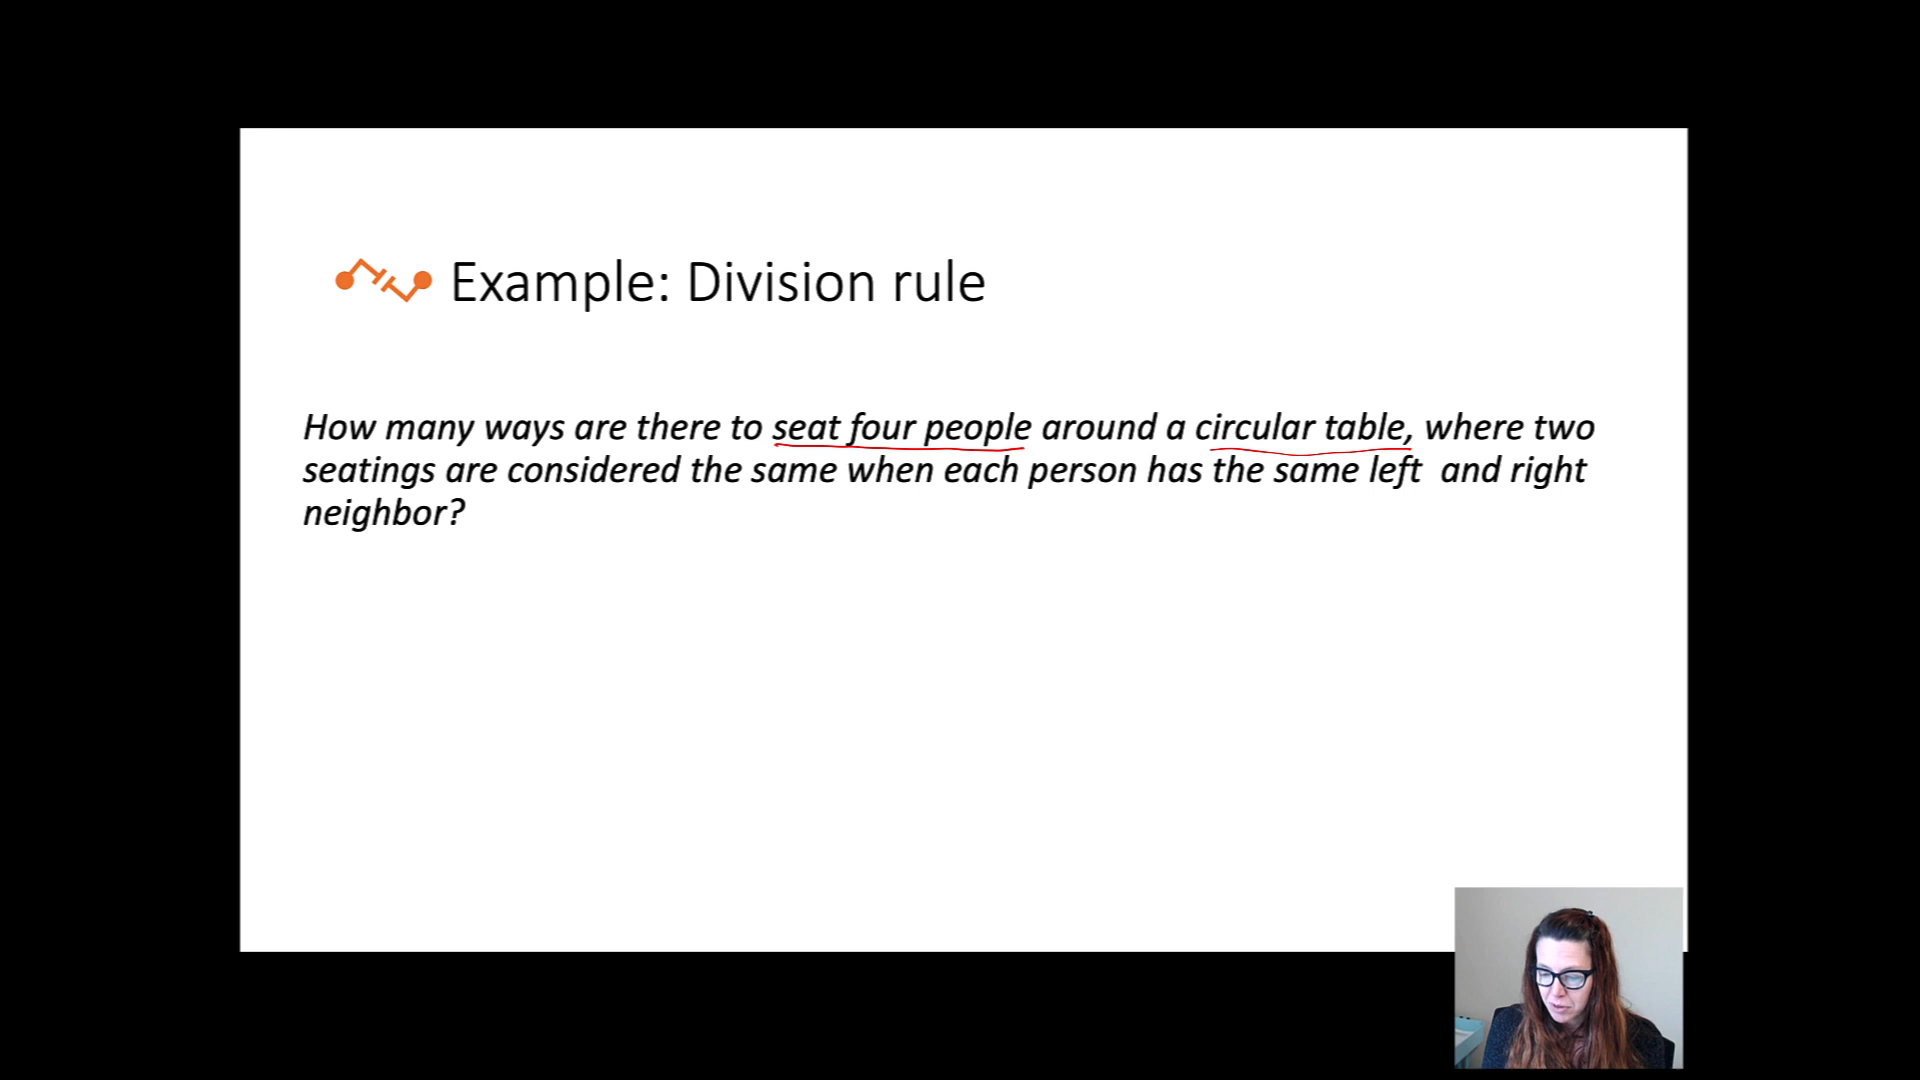 Example: Division rule
How many ways are there to seat four people around a circular table, where two
seatings are considered the same when each person has the same left  and right
neighbor?